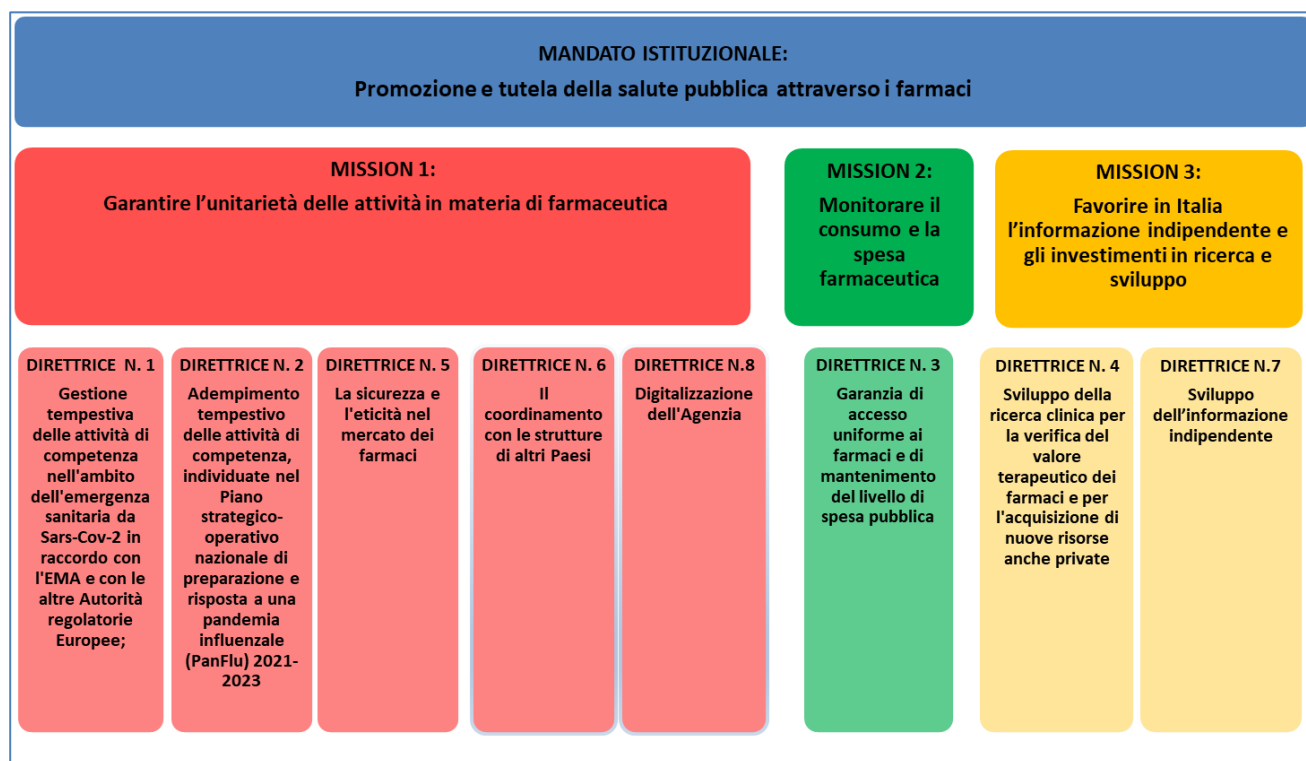 MANDATO ISTITUZIONALE:
Promozione e tutela della salute pubblica attraverso i farmaci
MISSION 1:
Garantire l’unitarietà delle attività in materia di farmaceutica
MISSION 2:
Monitorare il
consumo e la
spesa
farmaceutica
MISSION 3:
Favorire in Italia
l’informazione indipendente e
gli investimenti in ricerca e
sviluppo
DIRETTRICE N. 1
Gestione
tempestiva
delle attività di
competenza
nell'ambito
dell'emergenza
sanitaria da
Sars-Cov-2 in
raccordo con
l'EMA e con le
altre Autorità
regolatorie
Europee;
DIRETTRICE N. 2
Adempimento
tempestivo
delle attività di
competenza,
individuate nel
Piano
strategico-
operativo
nazionale di
preparazione e
risposta a una
pandemia
influenzale
(PanFlu) 2021-
2023
DIRETTRICE N. 5
La sicurezza e
l'eticità nel
mercato dei
farmaci
DIRETTRICE N. 6
Il
coordinamento
con le strutture
di altri Paesi
DIRETTRICE N.8
Digitalizzazione
dell'Agenzia
DIRETTRICE N. 3
Garanzia di
accesso
uniforme ai
farmaci e di
mantenimento
del livello di
spesa pubblica
DIRETTRICE N. 4
Sviluppo della
ricerca clinica per
la verifica del
valore
terapeutico dei
farmaci e per
l'acquisizione di
nuove risorse
anche private
DIRETTRICE N.7
Sviluppo
dell’informazione
indipendente